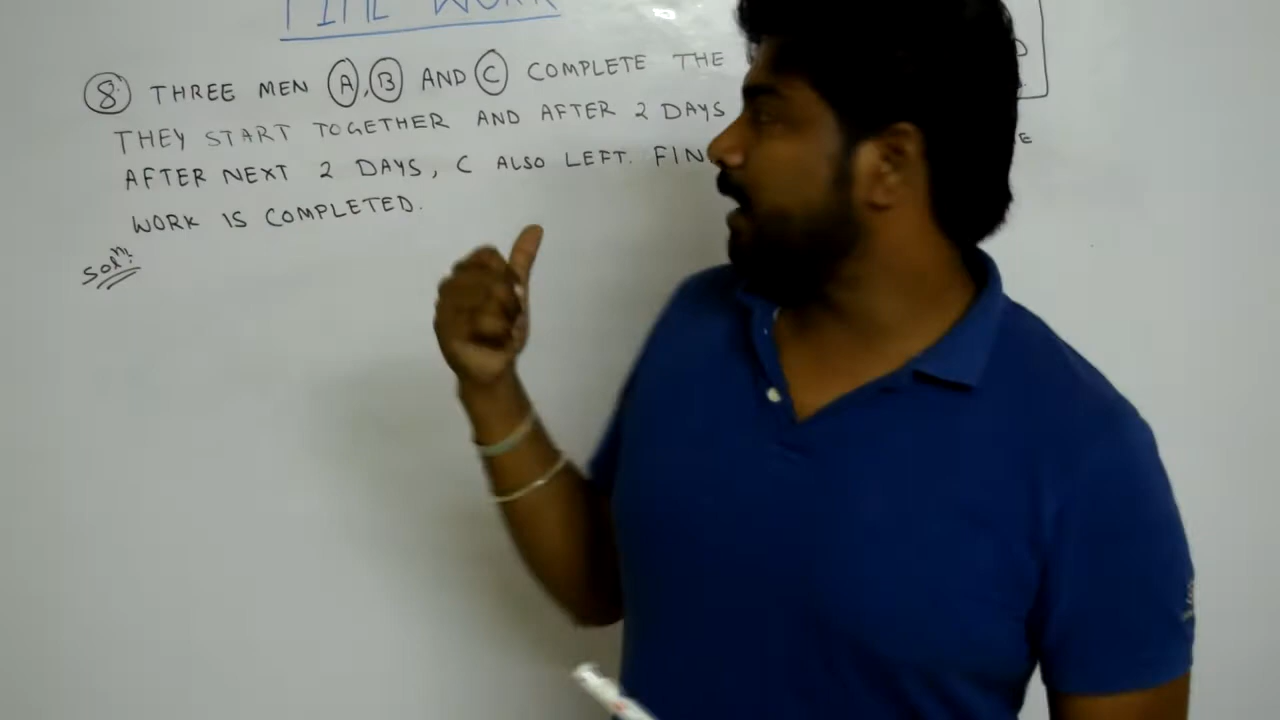 TIME WORK
8 THREE MEN A, B AND C COMPLETE THE
THEY START TOGETHER AND AFTER 2 DAYS
AFTER NEXT 2 DAYS, C ALSO LEFT. FIN
WORK IS COMPLETED.
Solⁿ: